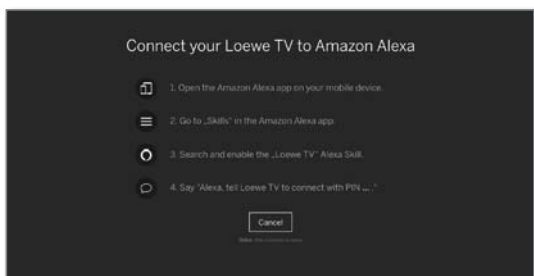 Connect your Loewe TV to Amazon Alexa
1. Open the Amazon Alexa app on your mobile device.
2. Go to „Skills" in the Amazon Alexa app.
3. Search and enable the „Loewe TV" Alexa Skill.
4. Say "Alexa, tell Loewe TV to connect with PIN ... ."
Cancel